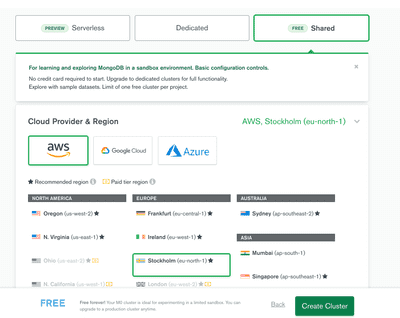 PREVIEW Serverless
Dedicated
FREE Shared
For learning and exploring MongoDB in a sandbox environment. Basic configuration controls.
No credit card required to start. Upgrade to dedicated clusters for full functionality.
Explore with sample datasets. Limit of one free cluster per project.
Cloud Provider & Region
AWS, Stockholm (eu-north-1)
aws
Google Cloud
Azure
Recommended region
Paid tier region
NORTH AMERICA
EUROPE
AUSTRALIA
Oregon (us-west-2)
Frankfurt (eu-central-1)
Sydney (ap-southeast-2)
N. Virginia (us-east-1)
Ireland (eu-west-1)
ASIA
Mumbai (ap-south-1)
Ohio (us-east-2)
Stockholm (eu-north-1)
Singapore (ap-southeast-1)
N. California (us-west-1)
London (eu-west-2)
FREE
Free forever! Your M0 cluster is ideal for experimenting in a limited sandbox. You can
upgrade to a production cluster anytime.
Back
Create Cluster